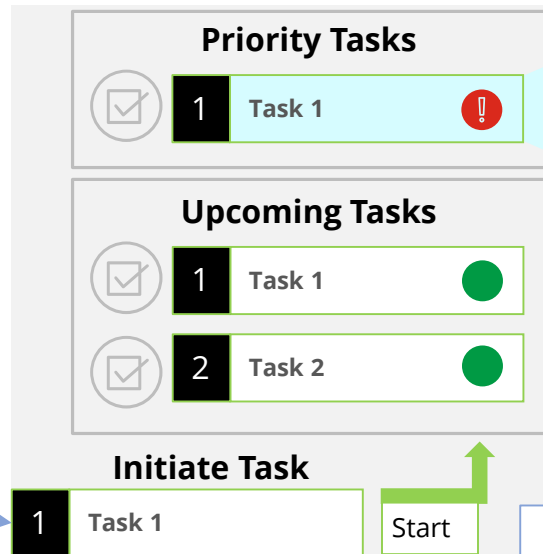 Priority Tasks
1 Task 1 !
Upcoming Tasks
1 Task 1
2 Task 2
Initiate Task
1 Task 1 Start